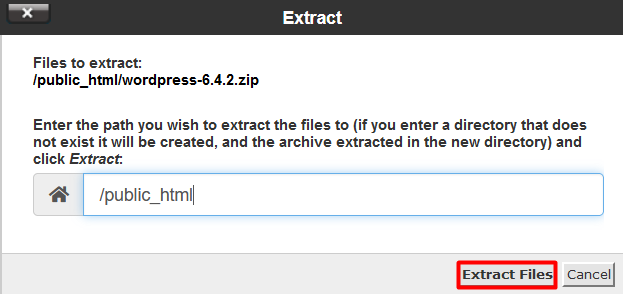 Extract
Files to extract:
/public_html/wordpress-6.4.2.zip
Enter the path you wish to extract the files to (if you enter a directory that does
not exist it will be created, and the archive extracted in the new directory) and
click Extract:
/public_html
Extract Files Cancel